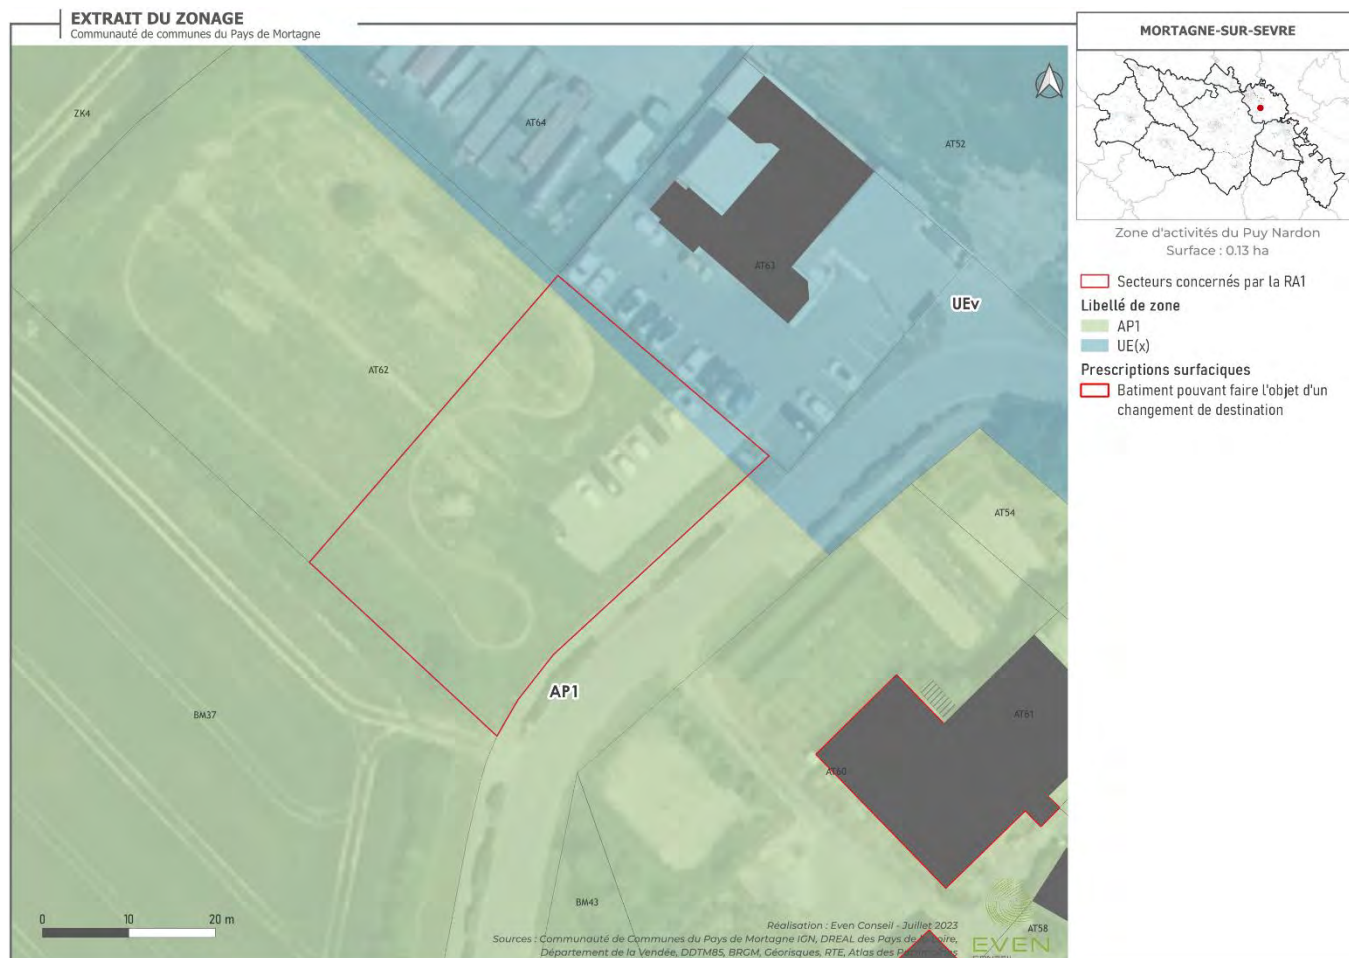 EXTRAIT DU ZONAGE
Communauté de communes du Pays de Mortagne
MORTAGNE-SUR-SEVRE
Zone d'activités du Puy Nardon
Surface : 0.13 ha
Secteurs concernés par la RA1
Libellé de zone
AP1
UE(x)
Prescriptions surfaciques
Batiment pouvant faire l'objet d'un
changement de destination
ZK4
AT64
AT52
AT63
UEv
AT62
AT54
AP1
BM37
AT61
AT60
BM43
AT58
0 10 20 m
Réalisation : Even Conseil - Juillet 2023
Sources : Communauté de Communes du Pays de Mortagne IGN, DREAL des Pays de
Département de la Vendée, DDTM85, BRGM, Géorisques, RTE, Atlas des
EVEN